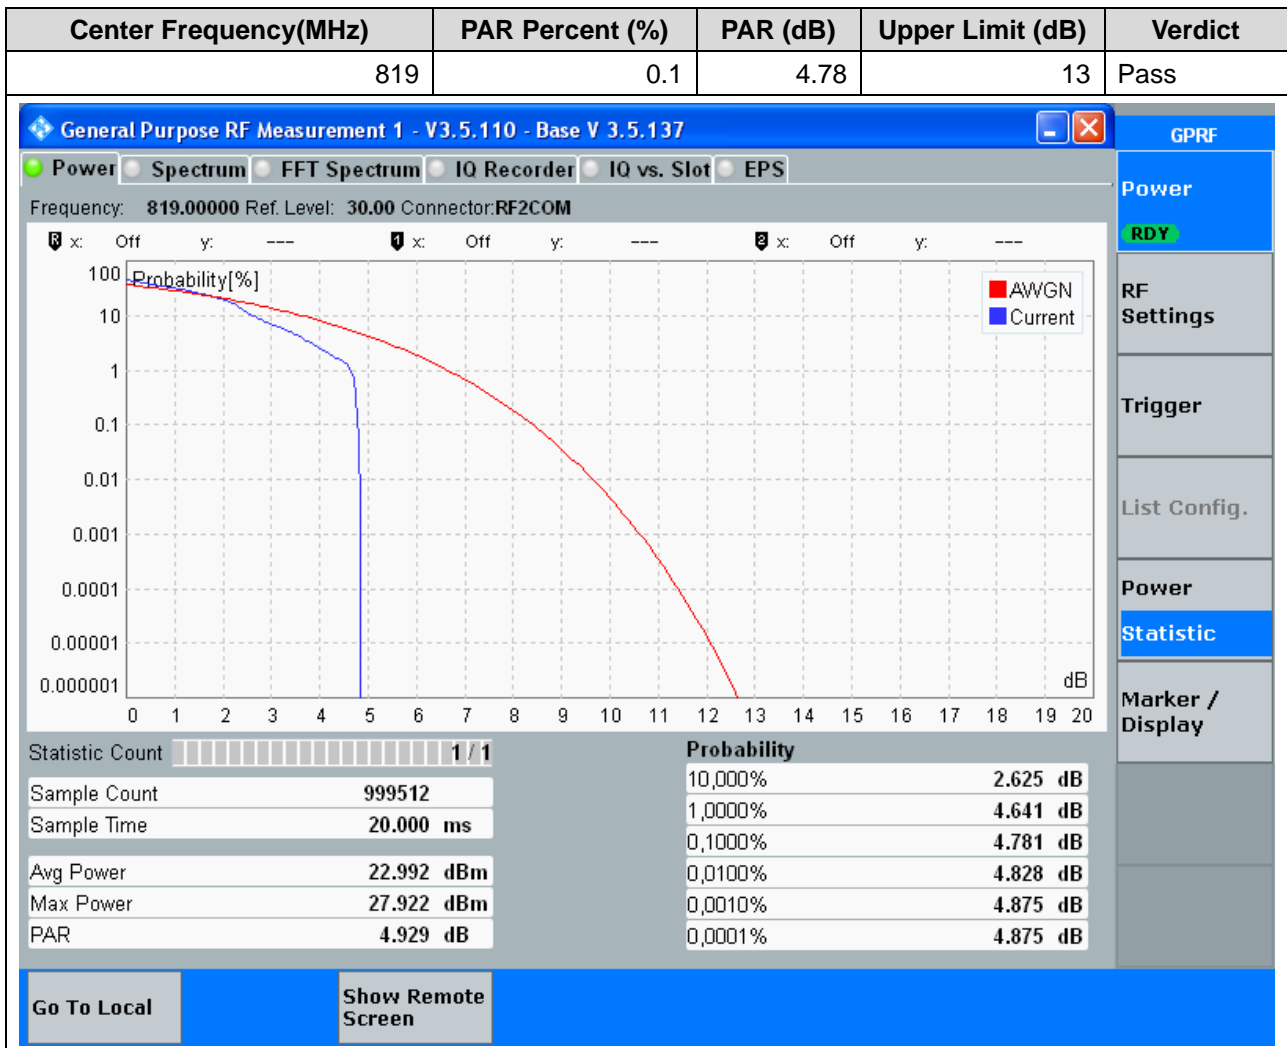 Center Frequency(MHz) PAR Percent (%) PAR (dB) Upper Limit (dB) Verdict
819 0.1 4.78 13 Pass
General Purpose RF Measurement 1 - V3.5.110 - Base V 3.5.137
GPRF
Power Spectrum FFT Spectrum IQ Recorder IQ vs. Slot EPS
Power
RDY
Frequency: 819.00000 Ref. Level: 30.00 Connector:RF2COM
R x: Off y: --- 1 x: Off y: --- 2 x: Off y: ---
Probability[%]
AWGN
Current
100
10
1
0.1
0.01
0.001
0.0001
0.00001
0.000001
dB
0 1 2 3 4 5 6 7 8 9 10 11 12 13 14 15 16 17 18 19 20
RF
Settings
Trigger
List Config.
Power
Statistic
Marker /
Display
Statistic Count 1 / 1
Sample Count 999512
Sample Time 20.000 ms
Avg Power 22.992 dBm
Max Power 27.922 dBm
PAR 4.929 dB
Probability
10,000% 2.625 dB
1,0000% 4.641 dB
0,1000% 4.781 dB
0,0100% 4.828 dB
0,0010% 4.875 dB
0,0001% 4.875 dB
Go To Local
Show Remote
Screen